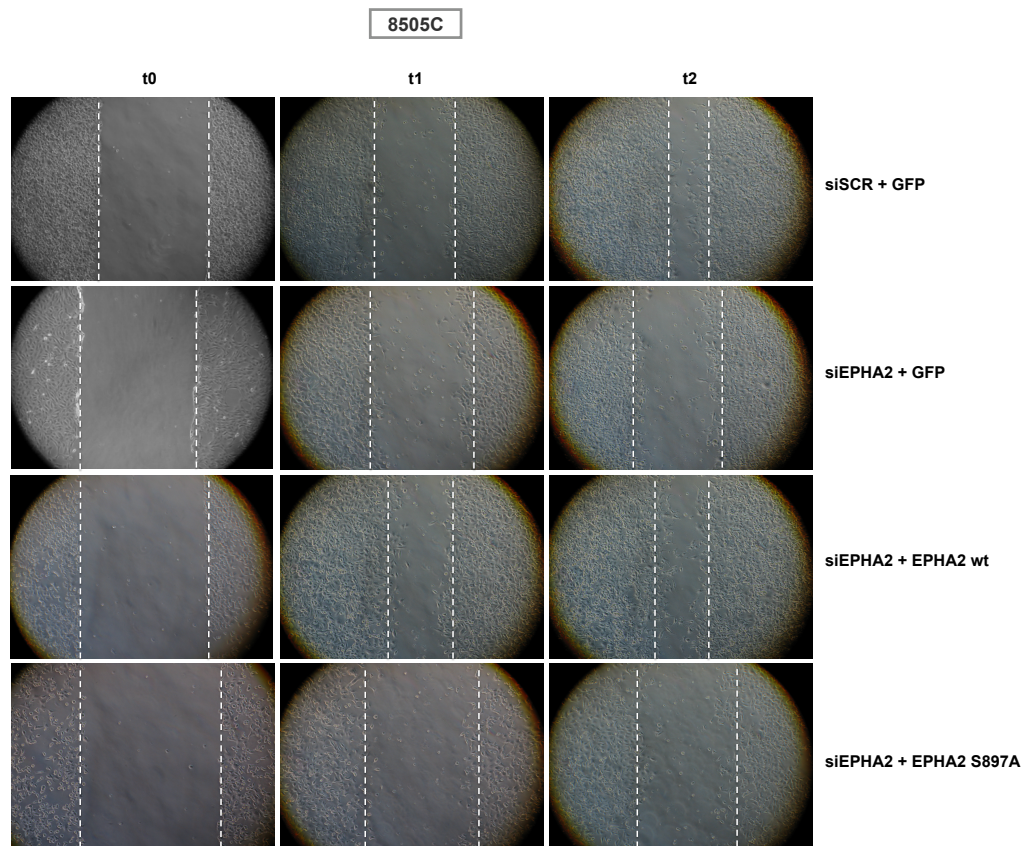 8505C
t0 t1 t2
siSCR + GFP
siEPHA2 + GFP
siEPHA2 + EPHA2 wt
siEPHA2 + EPHA2 S897A